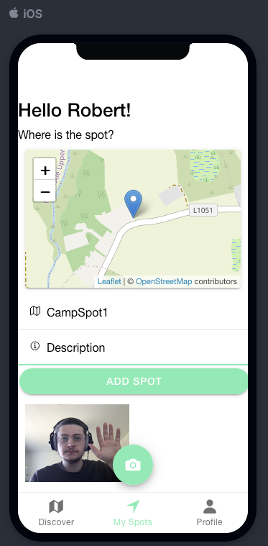 iOS
Hello Robert!
Where is the spot?
+
−
L1051
Leaflet | © OpenStreetMap contributors
CampSpot1
Description
ADD SPOT
Discover
My Spots
Profile